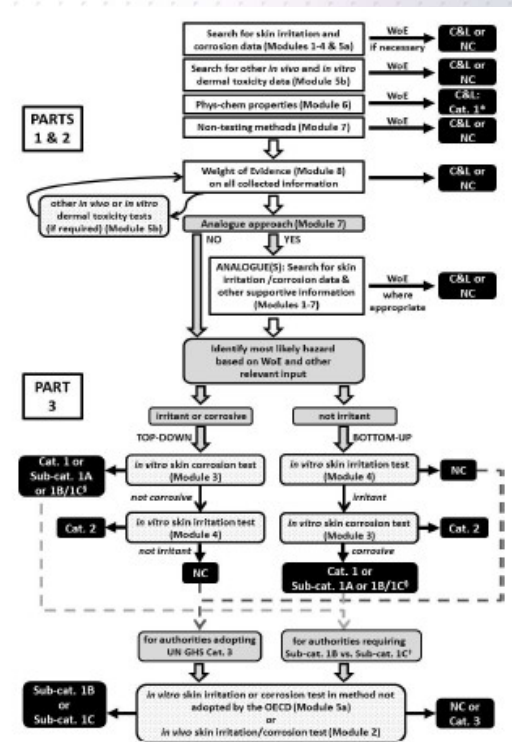 Search for skin irritation and
corrosion data (Modules 1-4 & 5a)
WoE
if necessary
C&L or
NC
Search for other in vivo and in vitro
dermal toxicity data (Module 5b)
WoE
C&L or
NC
PARTS
1 & 2
Phys-chem properties (Module 6)
WoE
C&L:
Cat. 1*
Non-testing methods (Module 7)
WoE
C&L or
NC
Weight of Evidence (Module 8)
on all collected information
C&L or
NC
other in vivo or in vitro
dermal toxicity tests
(if required) (Module 5b)
Analogue approach (Module 7)
NO
YES
ANALOGUE(S): Search for skin
irritation /corrosion data &
other supportive information
(Modules 1-7)
WoE
where
appropriate
C&L or
NC
Identify most likely hazard
based on WoE and other
relevant input
PART
3
irritant or corrosive
not irritant
TOP-DOWN
BOTTOM-UP
Cat. 1 or
Sub-cat. 1A
or 1B/1C§
in vitro skin corrosion test
(Module 3)
in vitro skin irritation test
(Module 4)
NC
not corrosive
irritant
Cat. 2
in vitro skin irritation test
(Module 4)
in vitro skin corrosion test
(Module 3)
Cat. 2
not irritant
corrosive
NC
Cat. 1 or
Sub-cat. 1A or 1B/1C§
for authorities adopting
UN GHS Cat. 3
for authorities requiring
Sub-cat. 1B vs. Sub-cat. 1C†
Sub-cat. 1B
or
Sub-cat. 1C
in vitro skin irritation or corrosion test in method not
adopted by the OECD (Module 5a)
or
in vivo skin irritation/corrosion test (Module 2)
NC or
Cat. 3